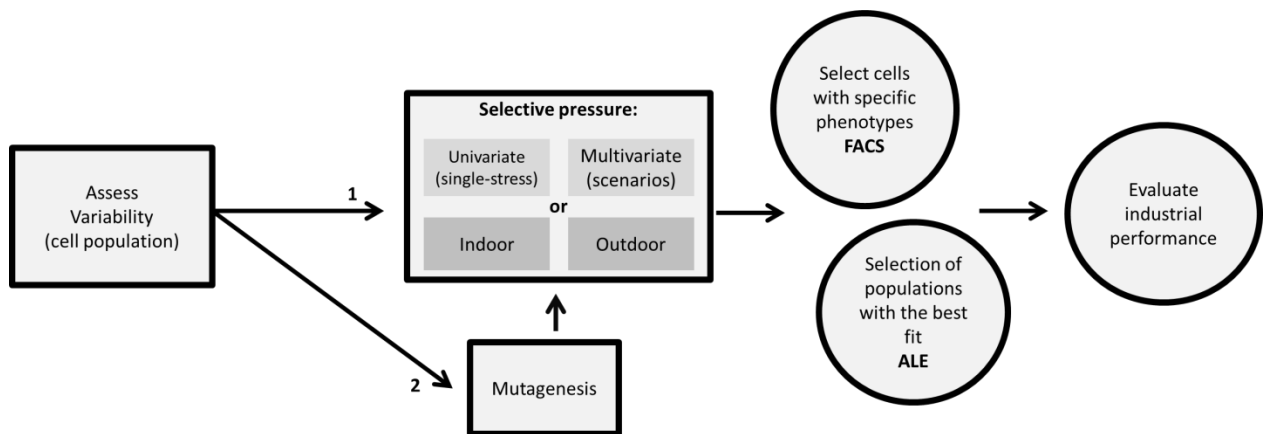 Assess
Variability
(cell population)
1
2
Selective pressure:
Univariate
(single-stress)
Multivariate
(scenarios)
or
Indoor
Outdoor
Mutagenesis
Select cells
with specific
phenotypes
FACS
Selection of
populations
with the best
fit
ALE
Evaluate
industrial
performance